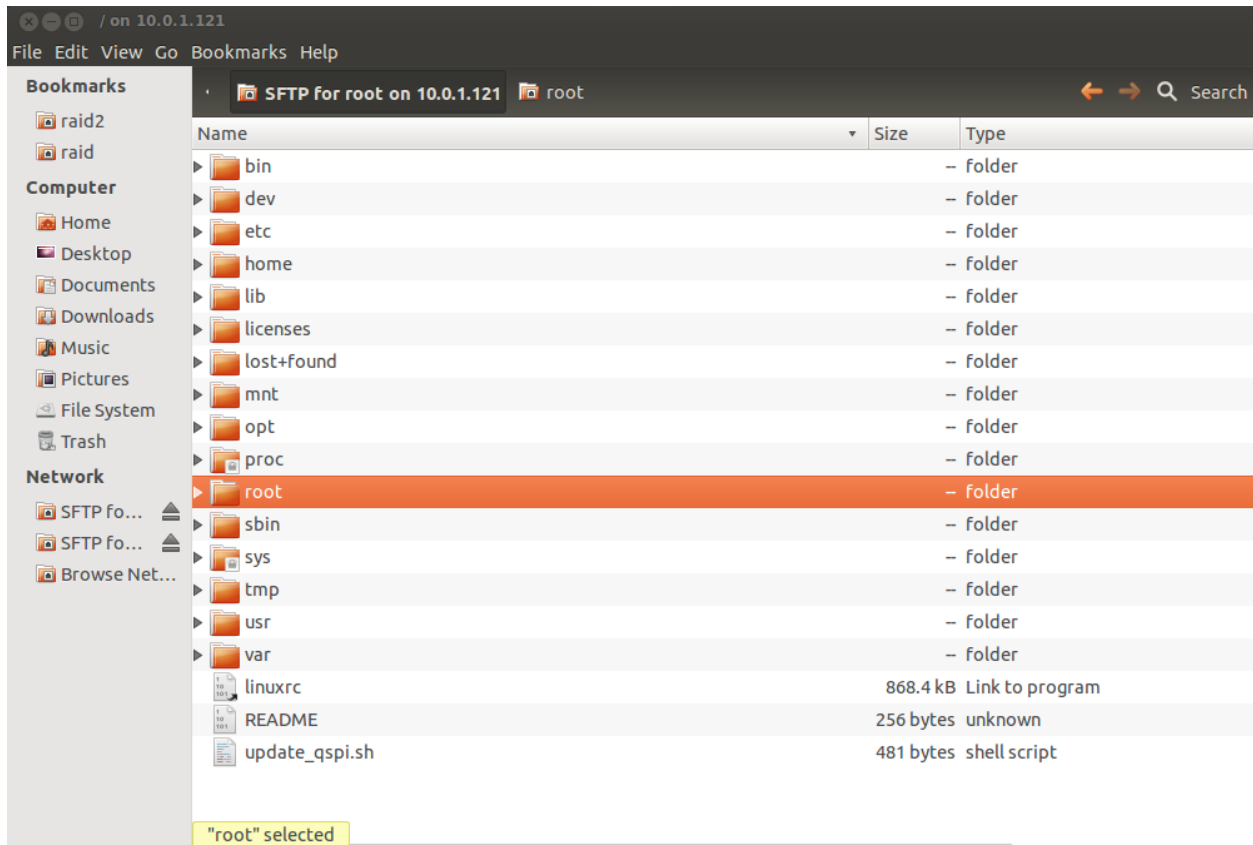 / on 10.0.1.121
File Edit View Go Bookmarks Help
Bookmarks
raid2
raid
Computer
Home
Desktop
Documents
Downloads
Music
Pictures
File System
Trash
Network
SFTP fo...
SFTP fo...
Browse Net...
SFTP for root on 10.0.1.121 root Search
Name Size Type
bin -- folder
dev -- folder
etc -- folder
home -- folder
lib -- folder
licenses -- folder
lost+found -- folder
mnt -- folder
opt -- folder
proc -- folder
root -- folder
sbin -- folder
sys -- folder
tmp -- folder
usr -- folder
var -- folder
linuxrc 868.4 kB Link to program
README 256 bytes unknown
update_qspi.sh 481 bytes shell script
"root" selected